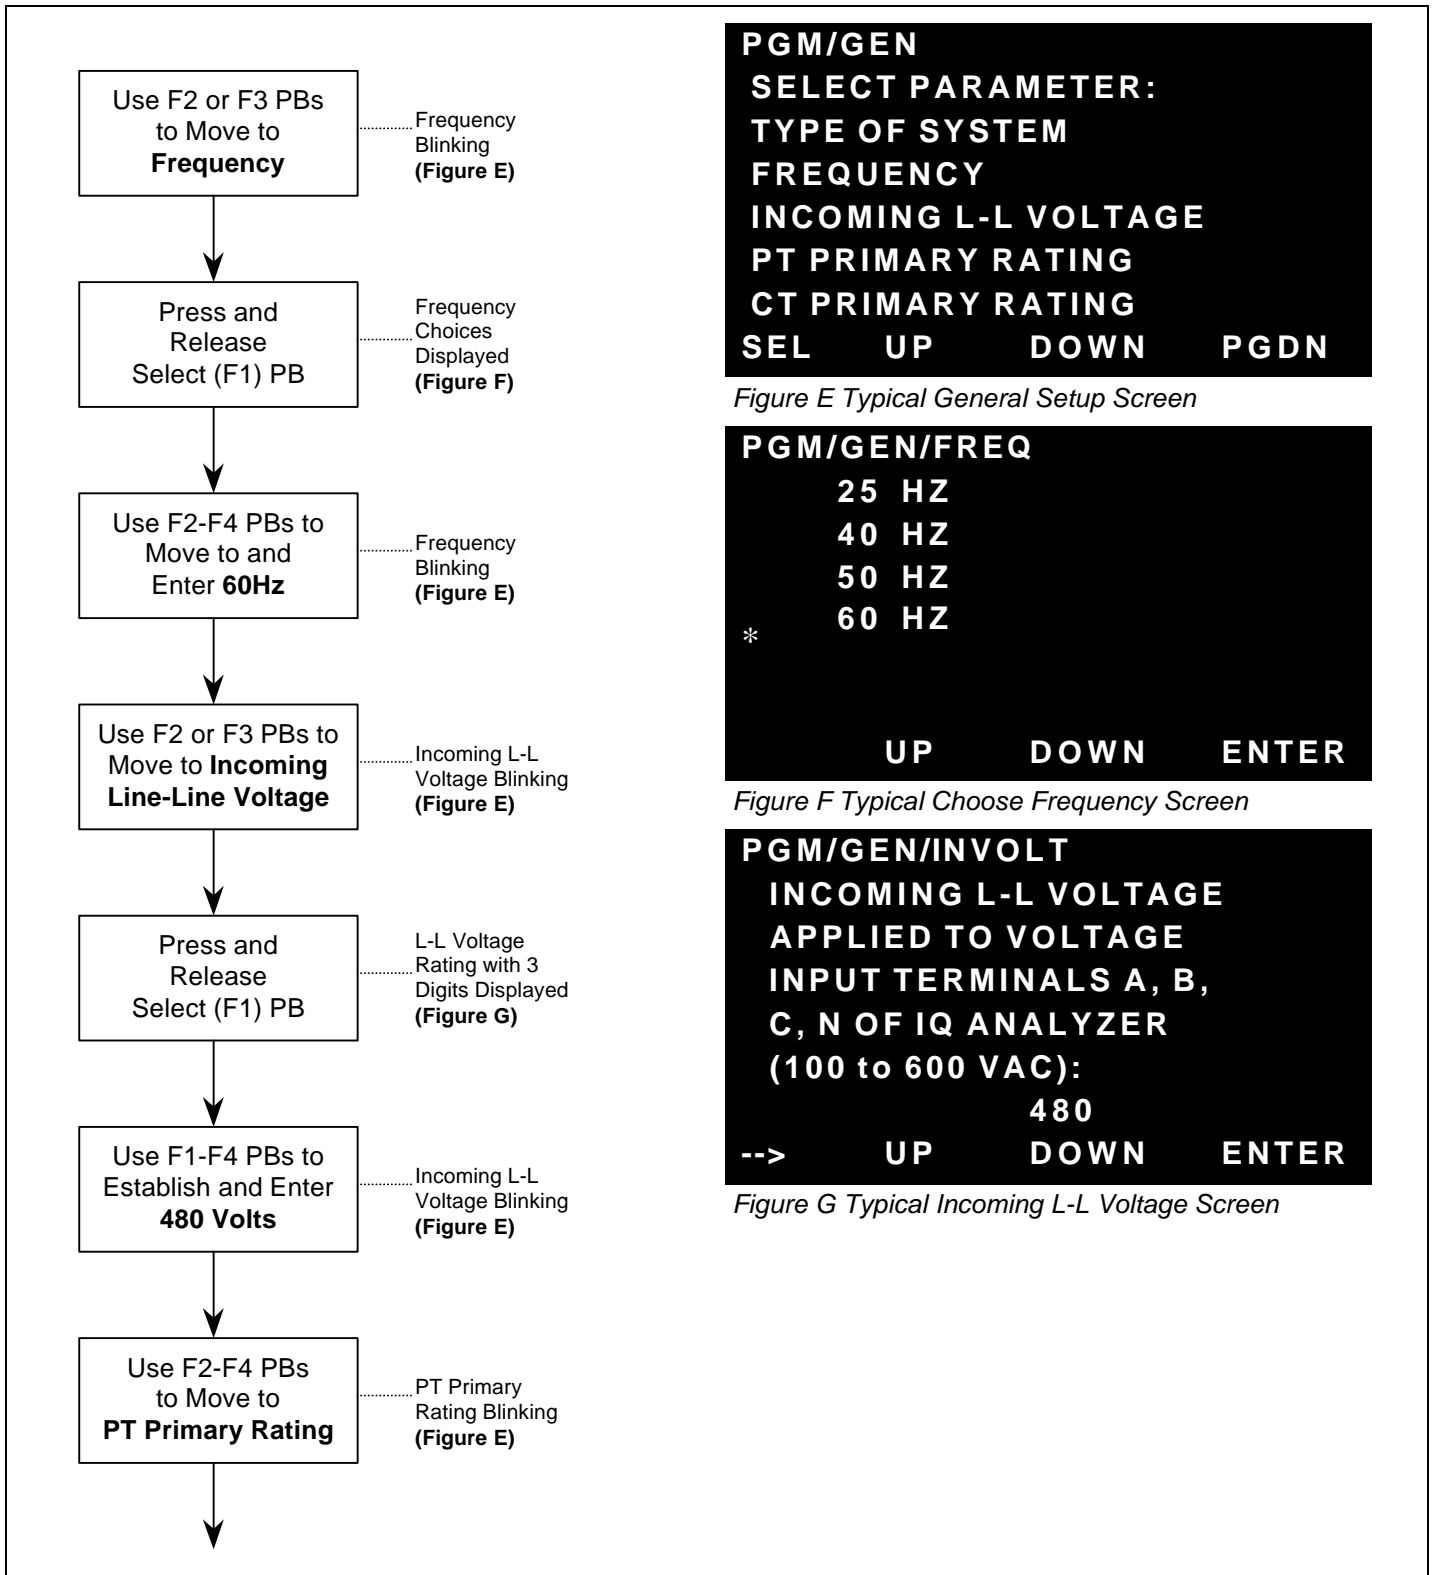 Use F2 or F3 PBs
to Move to
Frequency
Frequency
Blinking
(Figure E)
Press and
Release
Select (F1) PB
Frequency
Choices
Displayed
(Figure F)
Use F2-F4 PBs to
Move to and
Enter 60Hz
Frequency
Blinking
(Figure E)
Use F2 or F3 PBs to
Move to Incoming
Line-Line Voltage
Incoming L-L
Voltage Blinking
(Figure E)
Press and
Release
Select (F1) PB
L-L Voltage
Rating with 3
Digits Displayed
(Figure G)
Use F1-F4 PBs to
Establish and Enter
480 Volts
Incoming L-L
Voltage Blinking
(Figure E)
Use F2-F4 PBs
to Move to
PT Primary Rating
PT Primary
Rating Blinking
(Figure E)
PGM/GEN
SELECT PARAMETER:
TYPE OF SYSTEM
FREQUENCY
INCOMING L-L VOLTAGE
PT PRIMARY RATING
CT PRIMARY RATING
SEL UP DOWN PGDN
Figure E Typical General Setup Screen
PGM/GEN/FREQ
25 HZ
40 HZ
50 HZ
60 HZ
*
UP DOWN ENTER
Figure F Typical Choose Frequency Screen
PGM/GEN/INVOLT
INCOMING L-L VOLTAGE
APPLIED TO VOLTAGE
INPUT TERMINALS A, B,
C, N OF IQ ANALYZER
(100 to 600 VAC):
480
--> UP DOWN ENTER
Figure G Typical Incoming L-L Voltage Screen